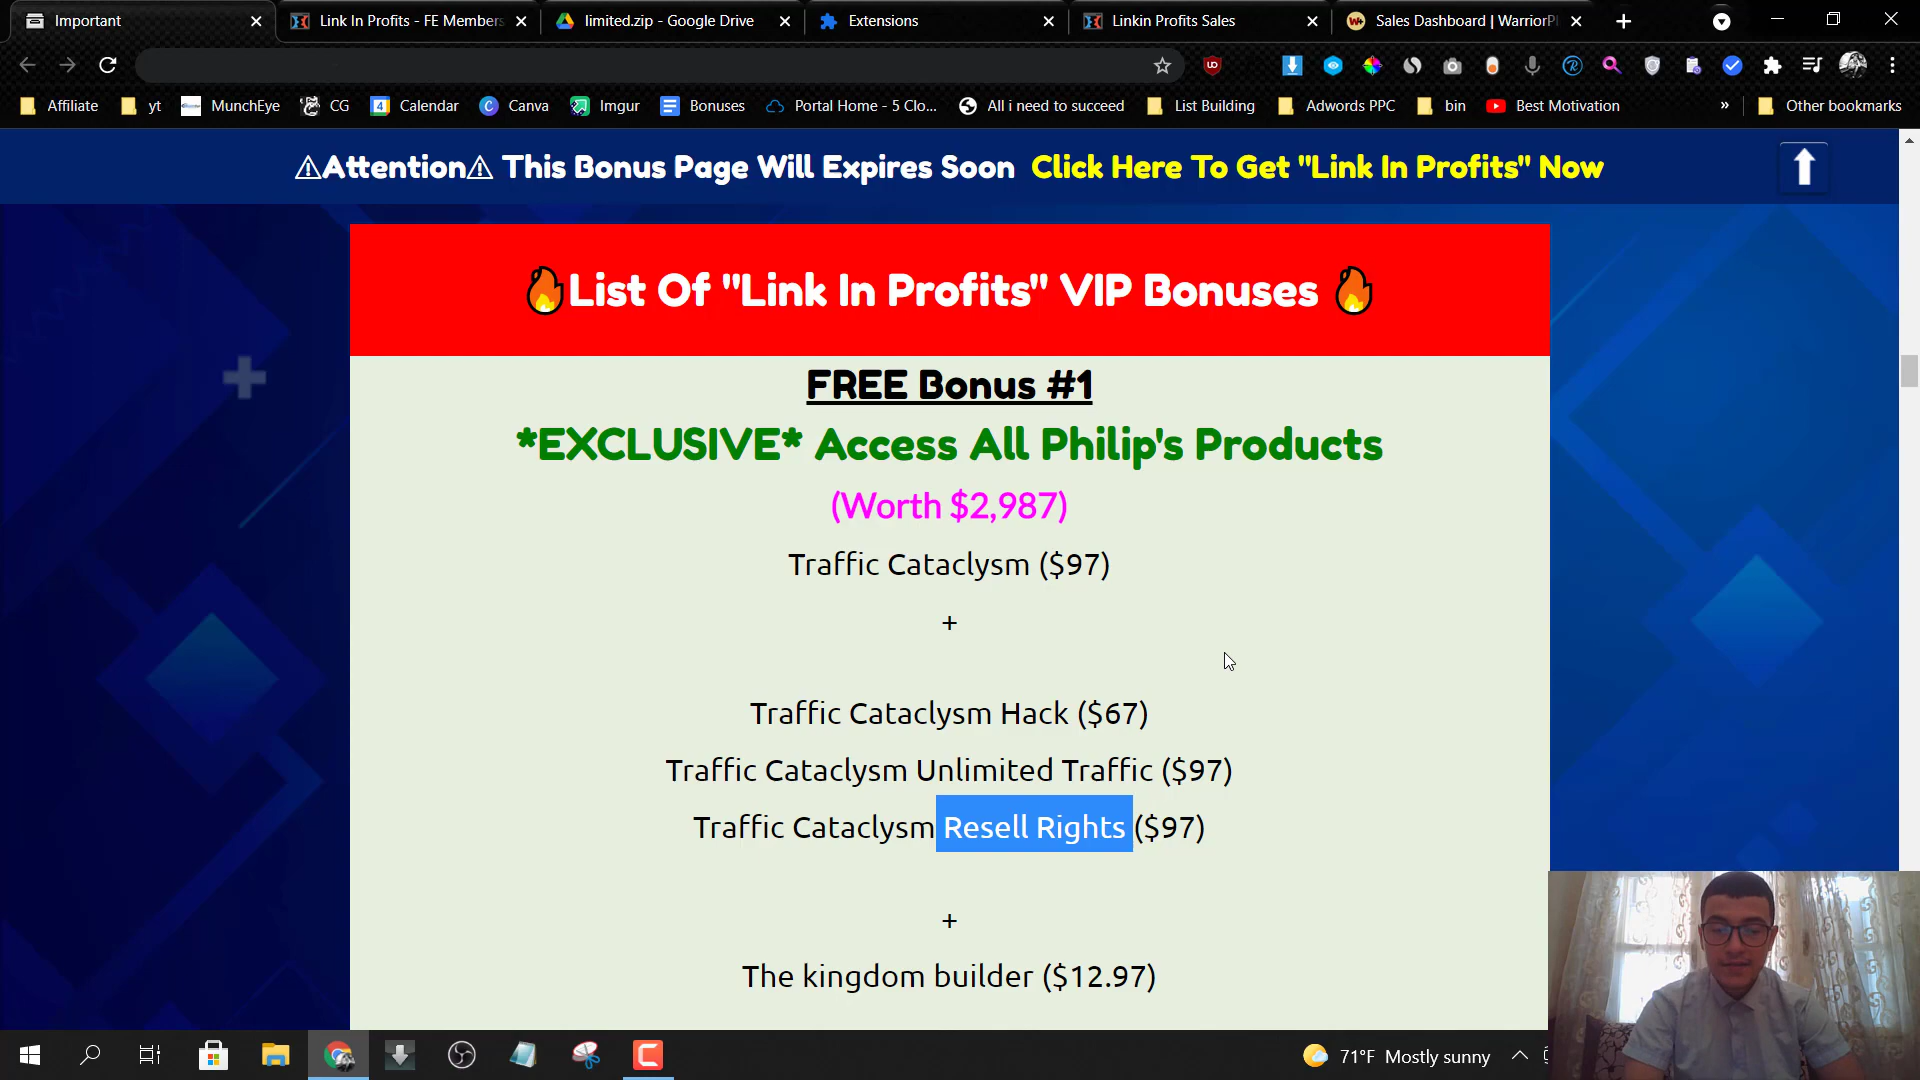 Important
Link In Profits - FE Members
limited.zip - Google Drive
Extensions
Linkin Profits Sales
Sales Dashboard | WarriorPl
Affiliate
yt
MunchEye
CG
Calendar
Canva
Imgur
Bonuses
Portal Home - 5 Clo...
All i need to succeed
List Building
Adwords PPC
bin
Best Motivation
»
Other bookmarks
⚠Attention⚠ This Bonus Page Will Expires Soon Click Here To Get "Link In Profits" Now
🔥List Of "Link In Profits" VIP Bonuses 🔥
FREE Bonus #1
*EXCLUSIVE* Access All Philip's Products
(Worth $2,987)
Traffic Cataclysm ($97)
+
Traffic Cataclysm Hack ($67)
Traffic Cataclysm Unlimited Traffic ($97)
Traffic Cataclysm Resell Rights ($97)
+
The kingdom builder ($12.97)
71°F Mostly sunny